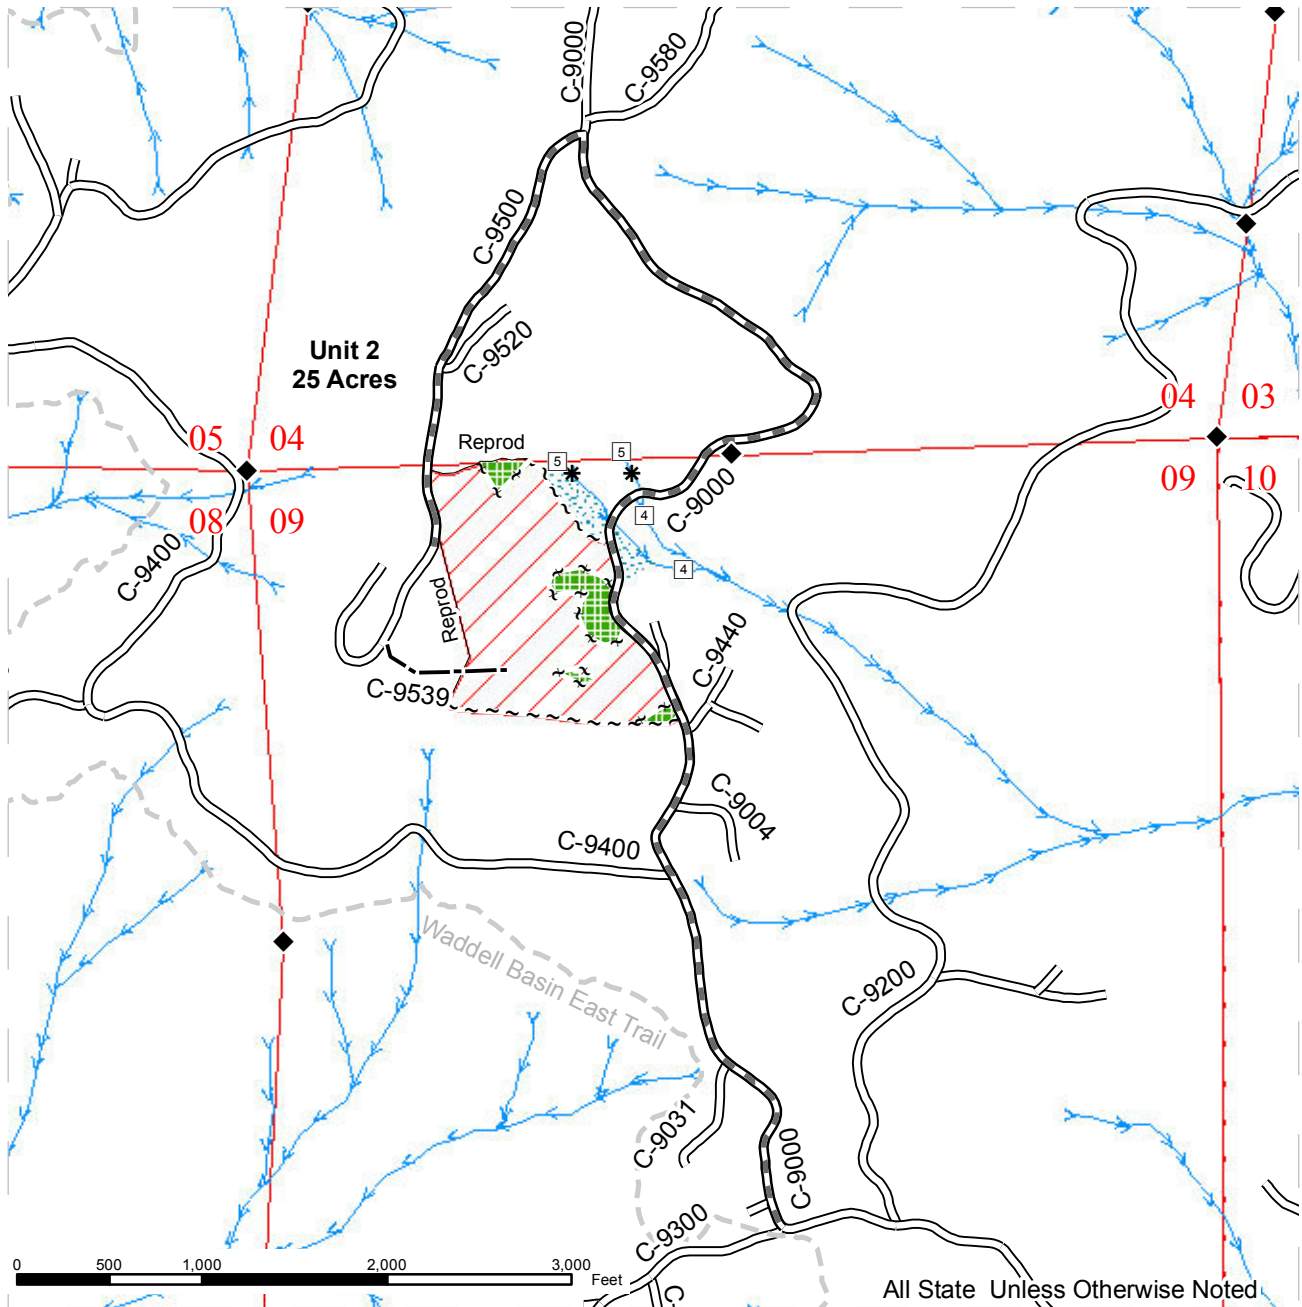 C-9000
C-9580
C-9500
C-9520
Unit 2
25 Acres
04
03
05
04
Reprod
5
5
09
10
08
09
C-9000
4
4
C-9400
Reprod
C-9440
C-9539
C-9004
C-9400
Waddell Basin East Trail
C-9200
C-9031
C-9000
C-9300
C-
0
500
1,000
2,000
3,000
Feet
All State Unless Otherwise Noted